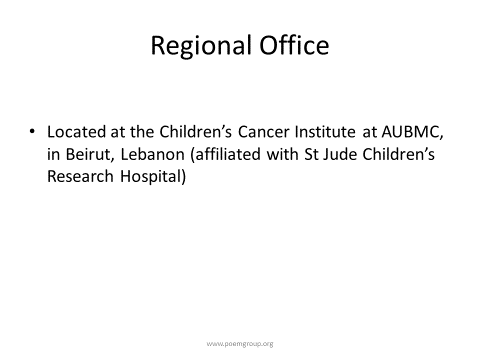 Regional Office
• Located at the Children’s Cancer Institute at AUBMC,
in Beirut, Lebanon (affiliated with St Jude Children’s
Research Hospital)
www.poemgroup.org